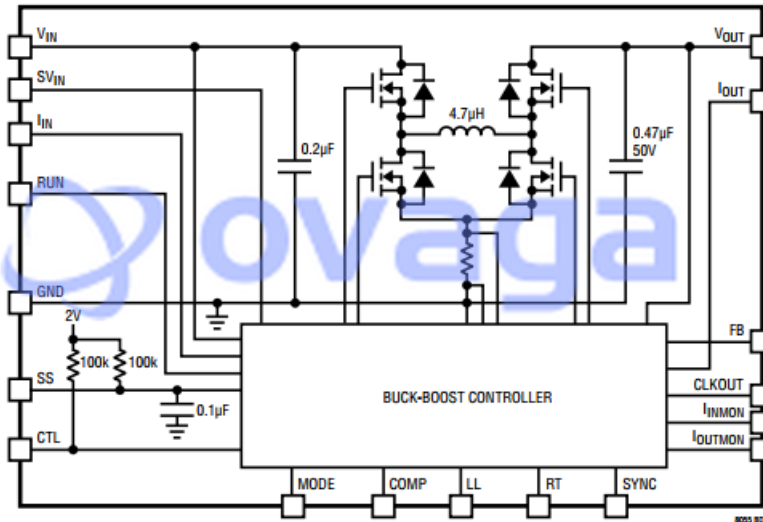 VIN
SVIN
IIN
RUN
GND
2V
100k 100k
SS
0.1µF
CTL
0.2µF
4.7µH
0.47µF
50V
VOUT
IOUT
FB
CLKOUT
IINMON
IOUTMON
BUCK-BOOST CONTROLLER
MODE COMP LL RT SYNC
ovaga